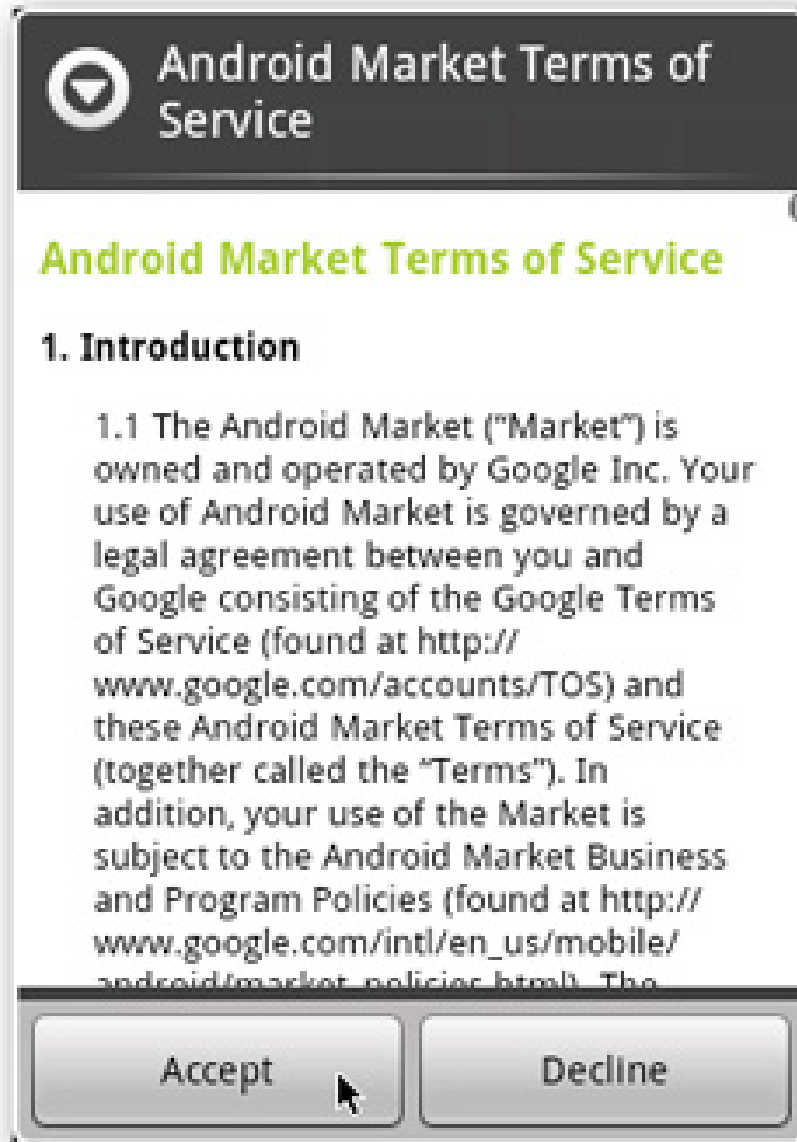 Android Market Terms of
Service
Android Market Terms of Service
1. Introduction
1.1 The Android Market (“Market”) is
owned and operated by Google Inc. Your
use of Android Market is governed by a
legal agreement between you and
Google consisting of the Google Terms
of Service (found at http://
www.google.com/accounts/TOS) and
these Android Market Terms of Service
(together called the “Terms”). In
addition, your use of the Market is
subject to the Android Market Business
and Program Policies (found at http://
www.google.com/intl/en_us/mobile/
android/market_policies.html). The
Accept
Decline